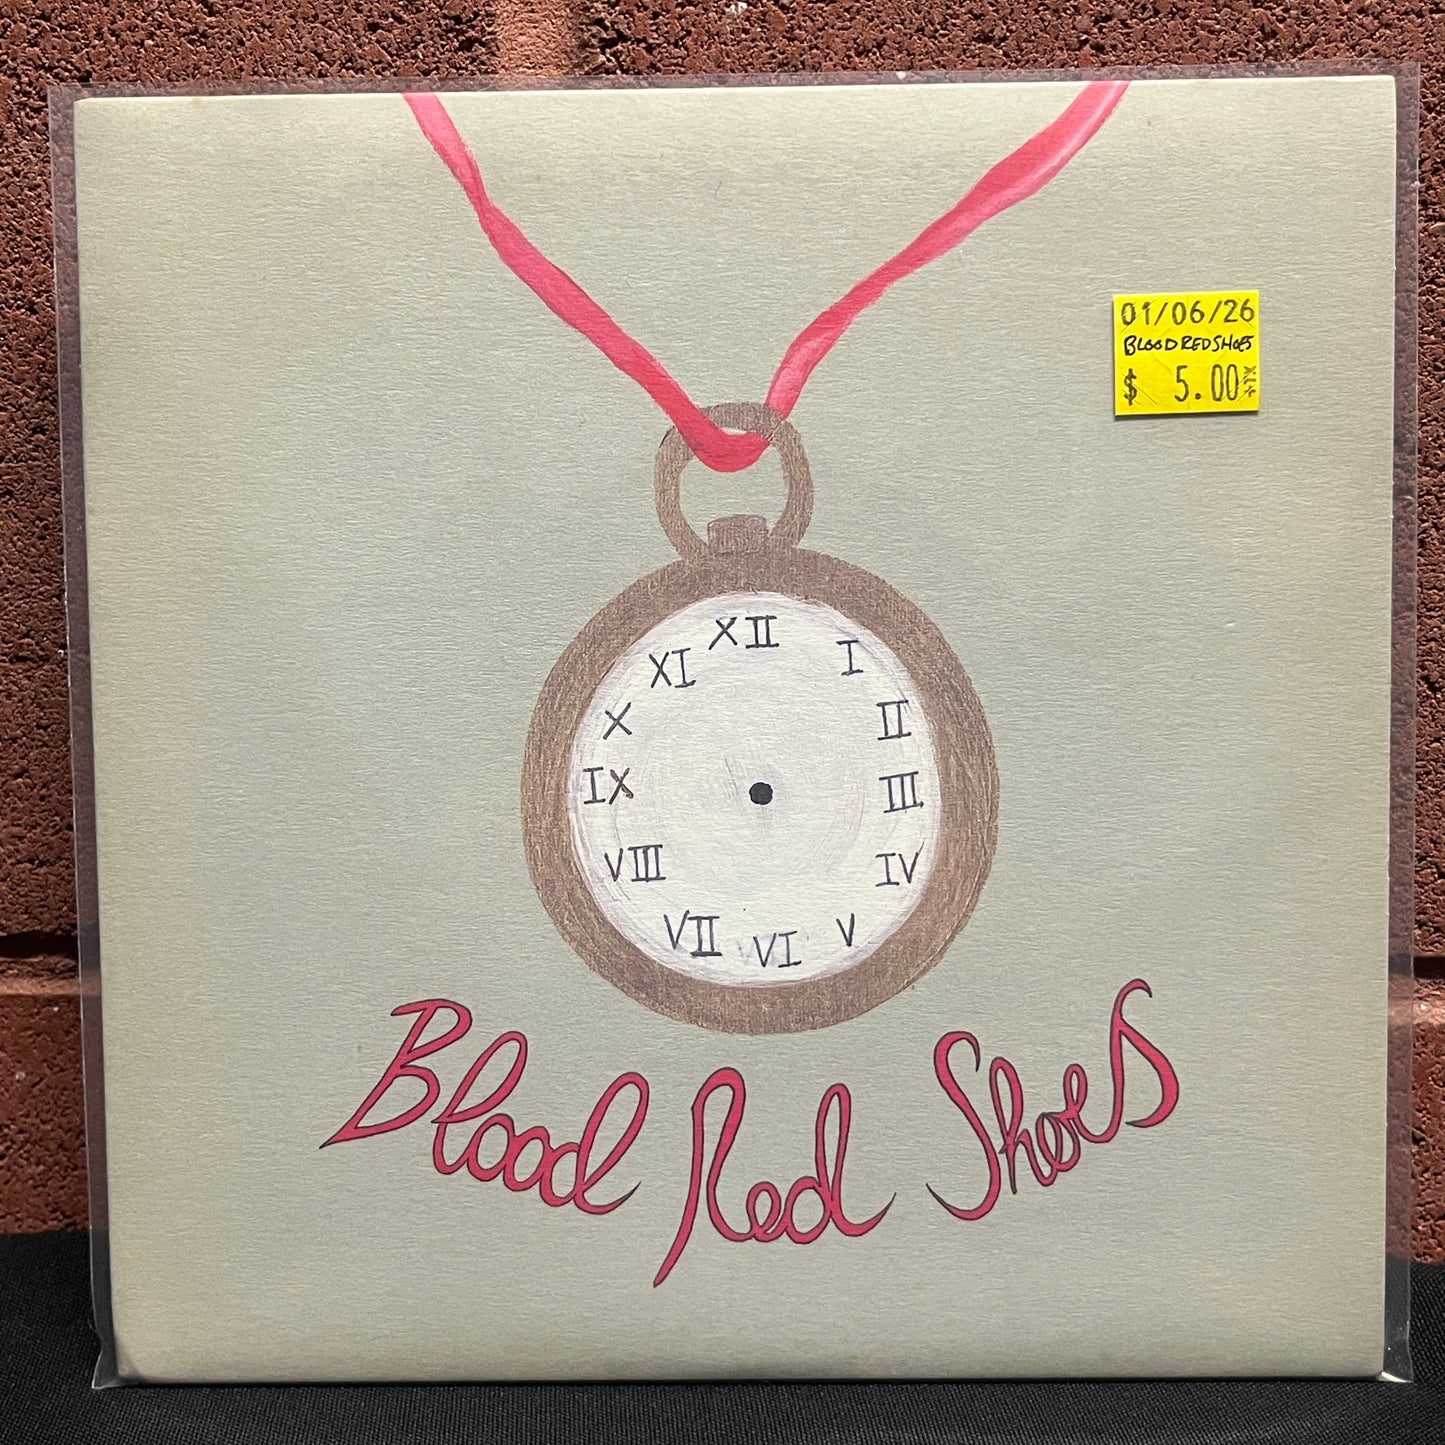 01/06/26
BLOOD RED SHOES
$ 5.00 +TX
XII
XI
I
X
II
IX
III
VIII
IV
VII
VI
V
Blood Red Shoes